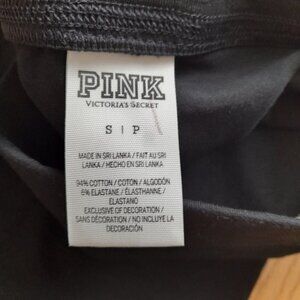 PINK
VICTORIA'S SECRET
S | P
MADE IN SRI LANKA / FAIT AU SRI
LANKA / HECHO EN SRI LANKA
94% COTTON / COTON / ALGODÓN
6% ELASTANE / ÉLASTHANNE /
ELASTANO
EXCLUSIVE OF DECORATION /
SANS DÉCORATION / NO INCLUYE LA
DECORACIÓN